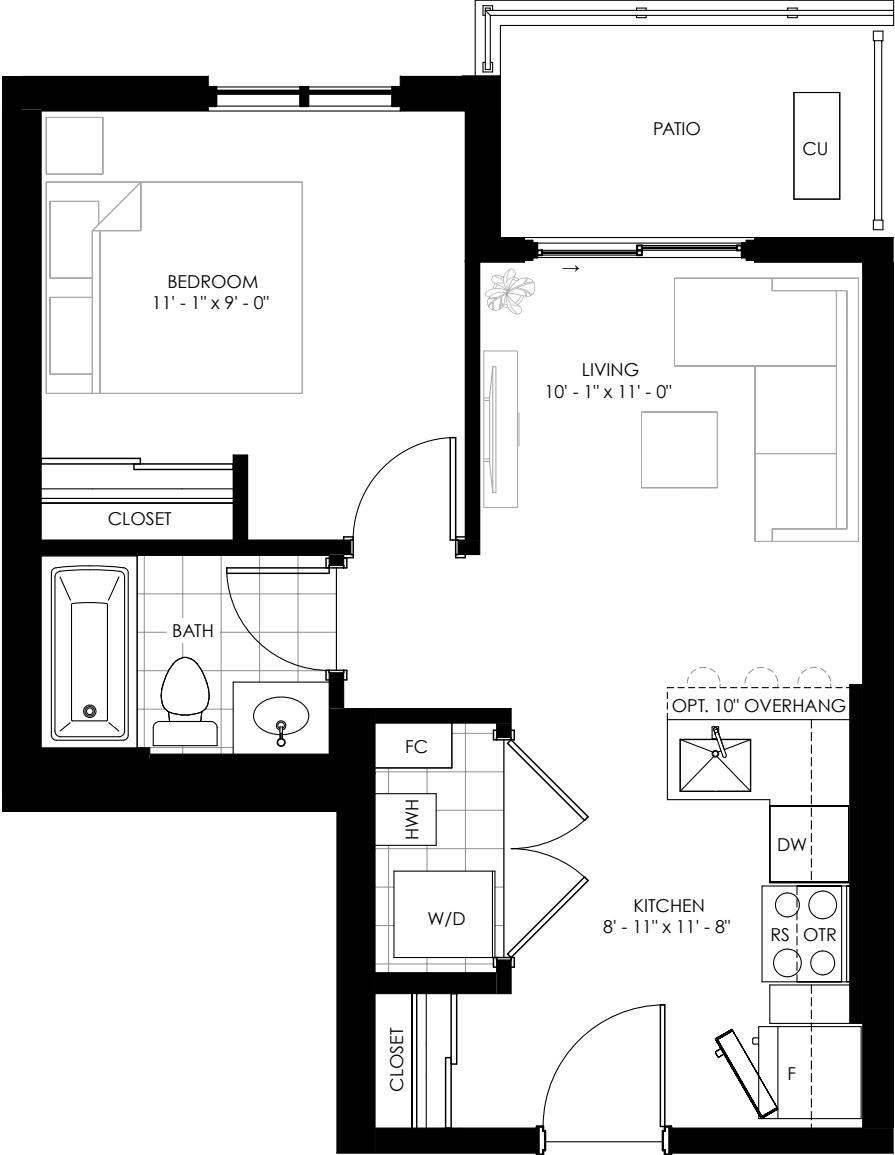 PATIO
CU
BEDROOM
11' - 1" x 9' - 0"
LIVING
10' - 1" x 11' - 0"
CLOSET
BATH
OPT. 10" OVERHANG
FC
HWH
DW
W/D
KITCHEN
8' - 11" x 11' - 8"
RS OTR
CLOSET
F